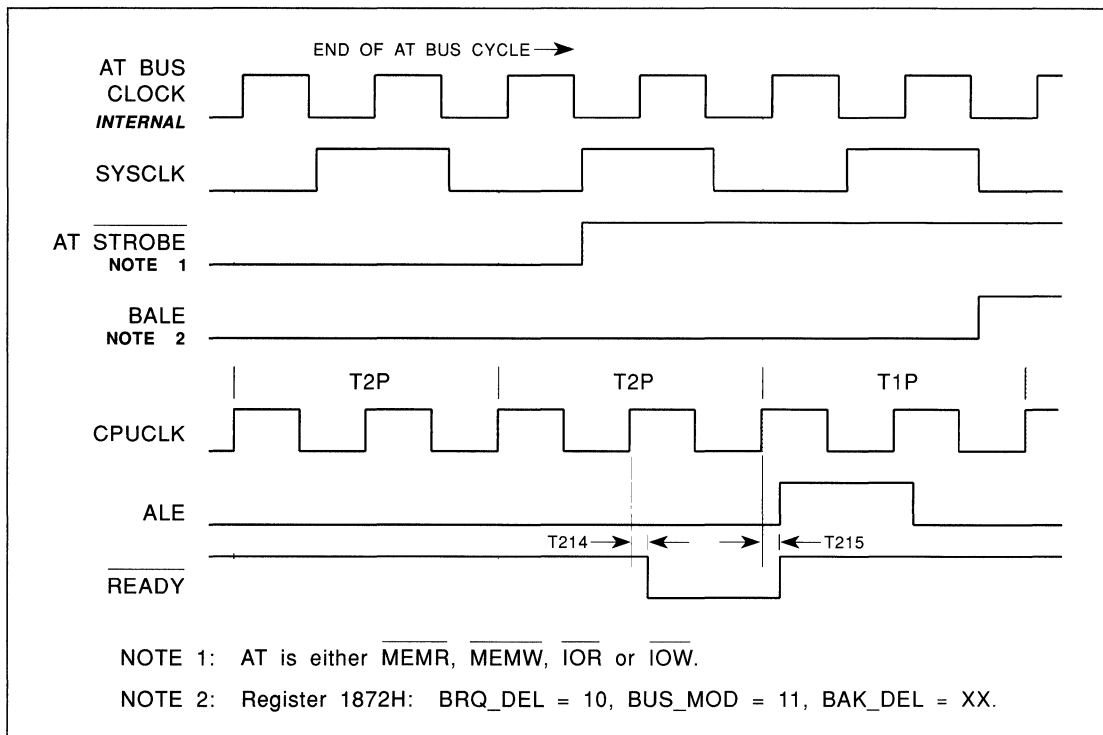 END OF AT BUS CYCLE
AT BUS
CLOCK
INTERNAL
SYSCLK
AT STROBE
NOTE 1
BALE
NOTE 2
T2P T2P T1P
CPUCLK
ALE
T214 T215
READY
NOTE 1: AT is either MEMR, MEMW, IOR or IOW.
NOTE 2: Register 1872H: BRQ_DEL = 10, BUS_MOD = 11, BAK_DEL = XX.